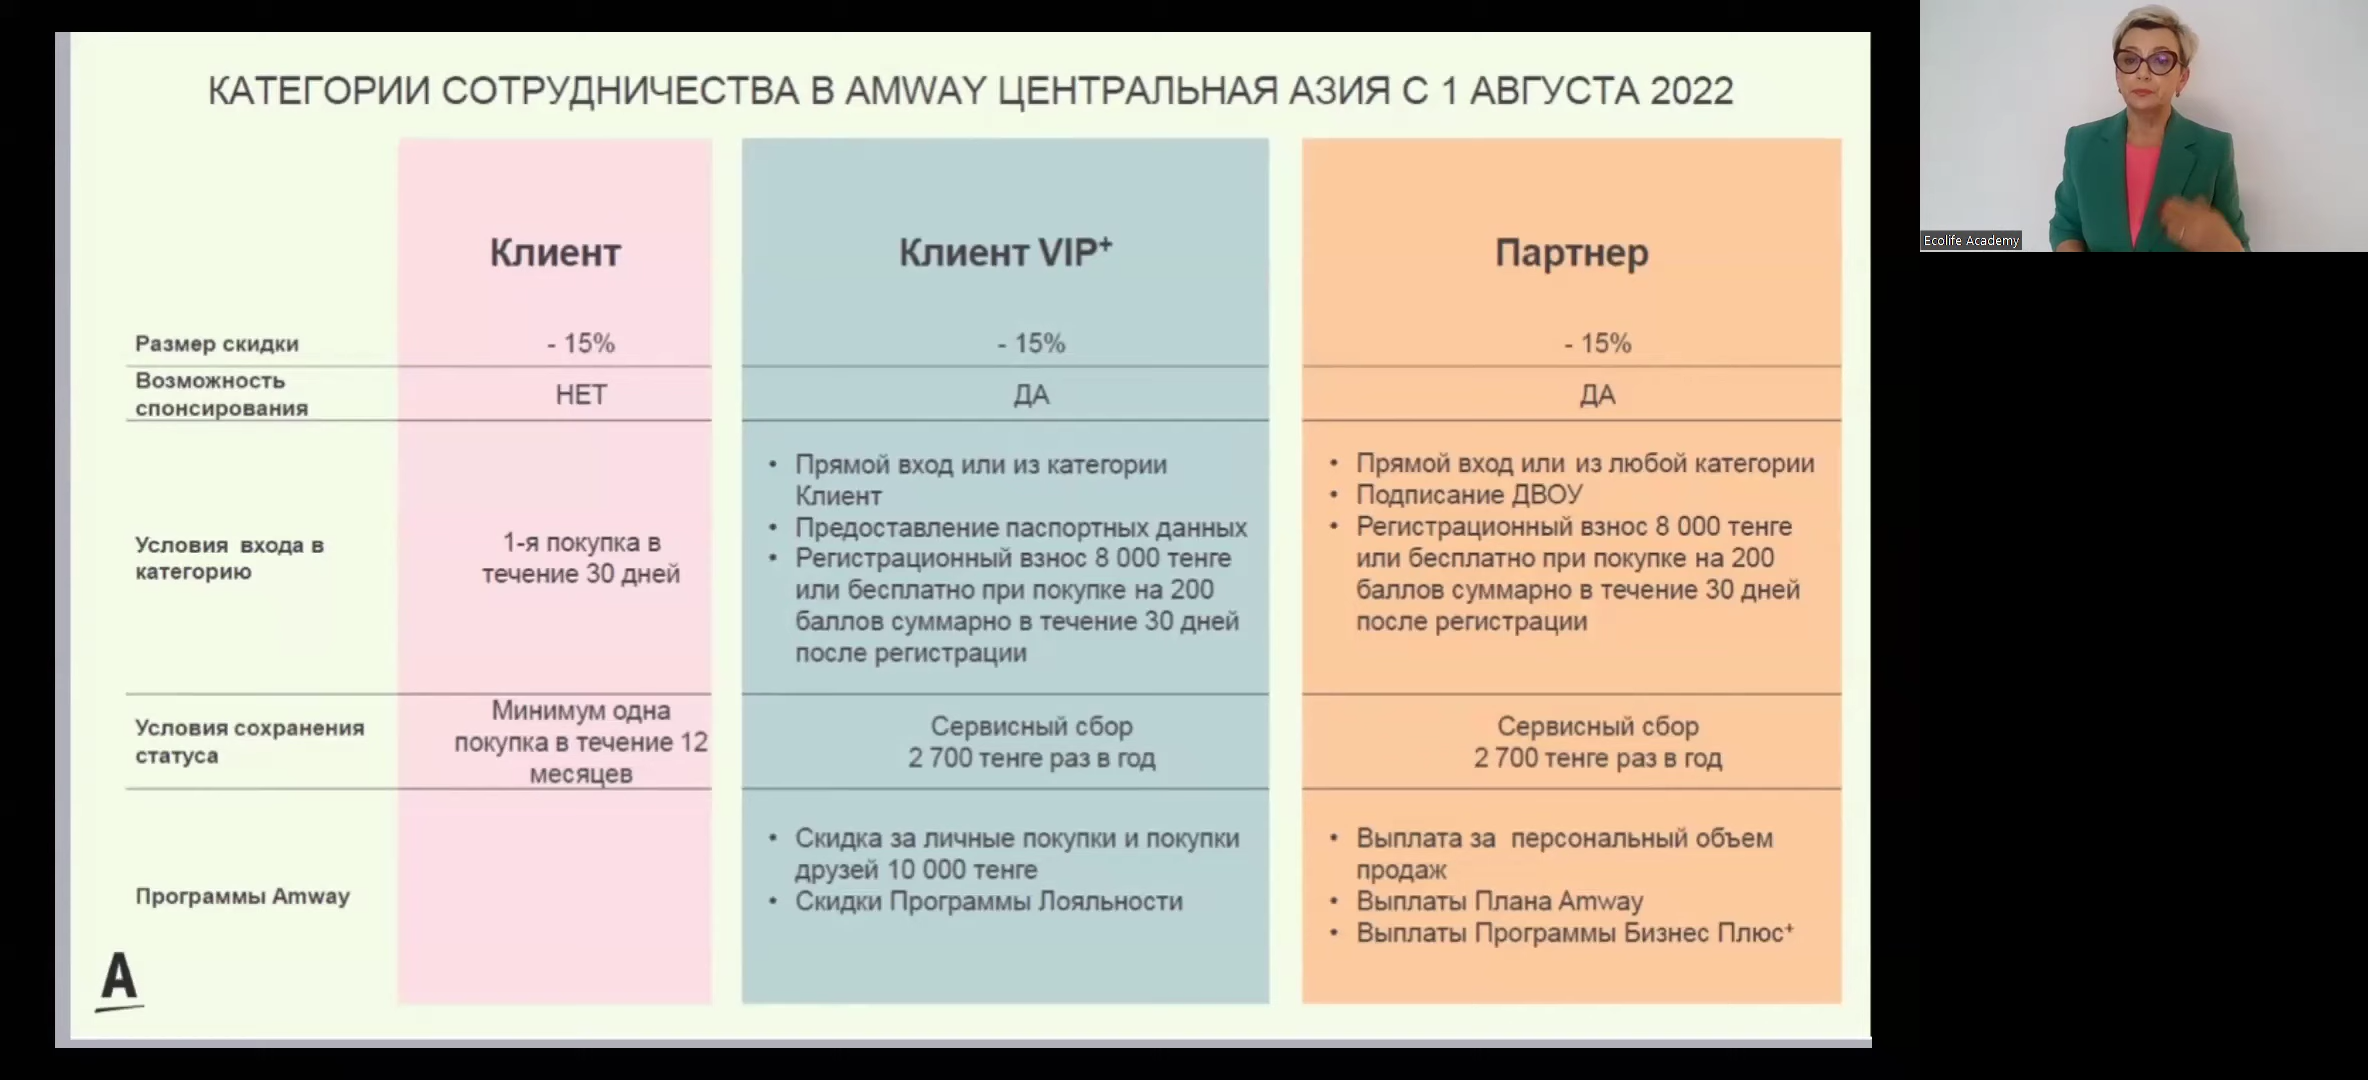 КАТЕГОРИИ СОТРУДНИЧЕСТВА В AMWAY ЦЕНТРАЛЬНАЯ АЗИЯ С 1 АВГУСТА 2022
Клиент
Клиент VIP⁺
Партнер
Размер скидки
- 15%
- 15%
- 15%
Возможность
спонсирования
НЕТ
ДА
ДА
Условия входа в
категорию
1-я покупка в
течение 30 дней
• Прямой вход или из категории
Клиент
• Предоставление паспортных данных
• Регистрационный взнос 8 000 тенге
или бесплатно при покупке на 200
баллов суммарно в течение 30 дней
после регистрации
• Прямой вход или из любой категории
• Подписание ДВОУ
• Регистрационный взнос 8 000 тенге
или бесплатно при покупке на 200
баллов суммарно в течение 30 дней
после регистрации
Условия сохранения
статуса
Минимум одна
покупка в течение 12
месяцев
Сервисный сбор
2 700 тенге раз в год
Сервисный сбор
2 700 тенге раз в год
Программы Amway
• Скидка за личные покупки и покупки
друзей 10 000 тенге
• Скидки Программы Лояльности
• Выплата за персональный объем
продаж
• Выплаты Плана Amway
• Выплаты Программы Бизнес Плюс⁺
A
Ecolife Academy